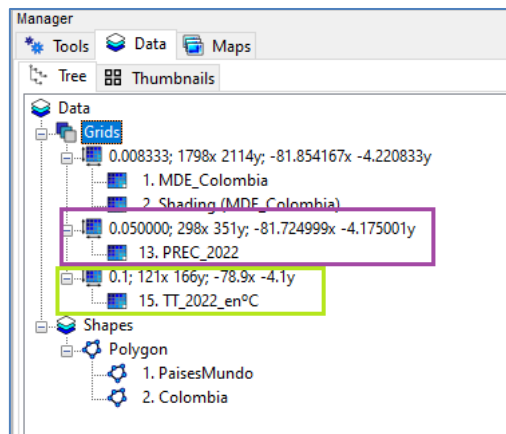 Manager
Tools Data Maps
Tree Thumbnails
Data
Grids
0.008333; 1798x 2114y; -81.854167x -4.220833y
1. MDE_Colombia
2. Shading (MDE_Colombia)
0.050000; 298x 351y; -81.724999x -4.175001y
13. PREC_2022
0.1; 121x 166y; -78.9x -4.1y
15. TT_2022_enºC
Shapes
Polygon
1. PaisesMundo
2. Colombia